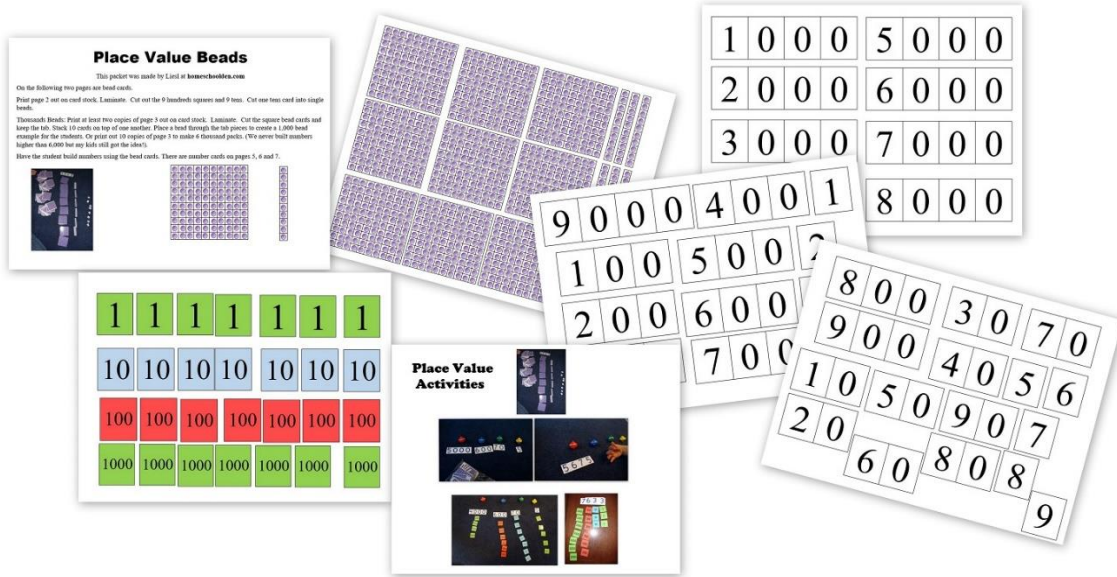 Place Value Beads
This packet was made by Liesl at homeschoolden.com
On the following two pages are bead cards.
Print page 2 out on card stock. Laminate. Cut out the 9 hundreds squares and 9 tens. Cut one tens card into single
beads.
Thousands Beads: Print at least two copies of page 3 out on card stock. Laminate. Cut the square bead cards and
keep the tab. Stack 10 cards on top of one another. Place a bead through the tab pieces to create a 1,000 bead
example for the students. Or print out 10 copies of page 3 to make 6 thousand packs. (We never built numbers
higher than 6,000 but my kids still got the idea!).
Have the student build numbers using the bead cards. There are number cards on pages 5, 6 and 7.
1000 5000
2000 6000
3000 7000
8000
9000 400 1
100 500 2
200 600
700
800 30 70
900 40 5 6
10 50 90 7
20 60 80 8
9
1 1 1 1 1 1 1
10 10 10 10 10 10 10
100 100 100 100 100 100 100
1000 1000 1000 1000 1000 1000 1000
Place Value
Activities
5000 600 70
5675